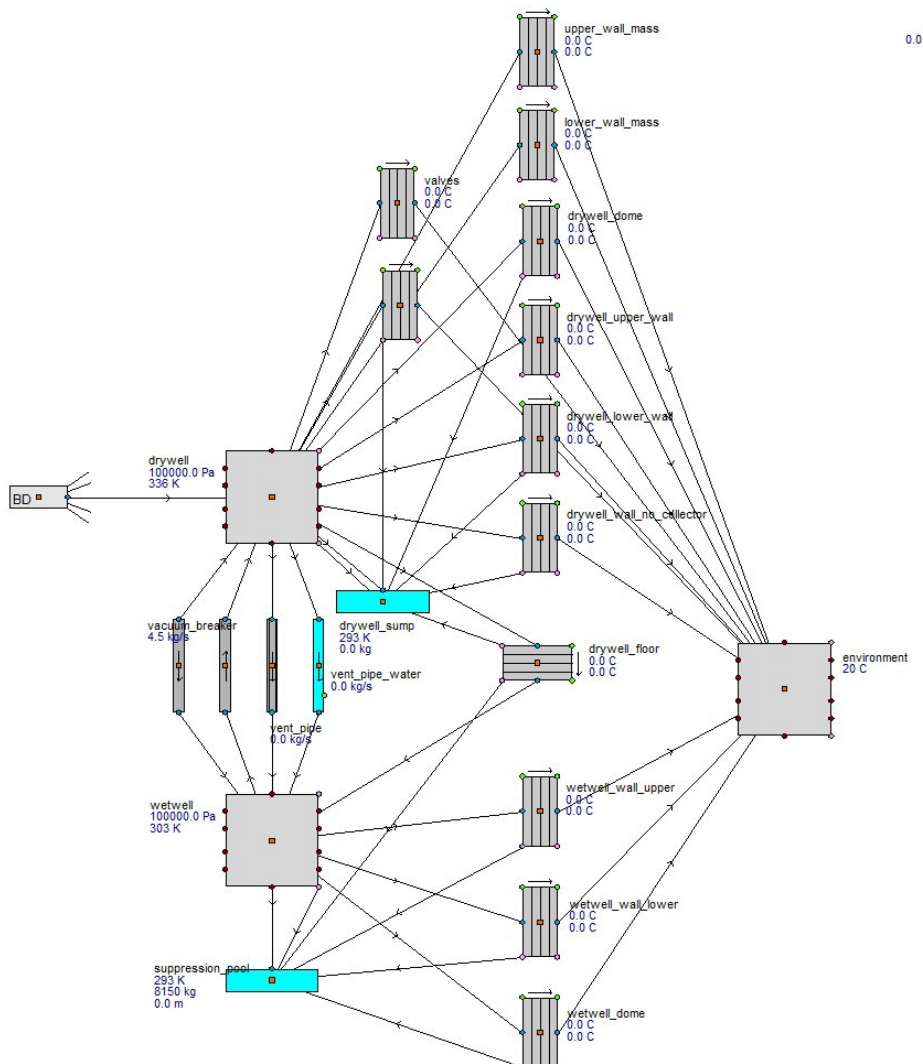 upper_wall_mass
0.0 C
0.0 C
0.0
lower_wall_mass
0.0 C
0.0 C
valves
0.0 C
0.0 C
drywell_dome
0.0 C
0.0 C
drywell_upper_wall
0.0 C
0.0 C
drywell_lower_wall
0.0 C
0.0 C
drywell
100000.0 Pa
336 K
BD
drywell_wall_no_collector
0.0 C
0.0 C
vacuum_breaker
4.5 kg/s
drywell_sump
293 K
0.0 kg
drywell_floor
0.0 C
0.0 C
environment
20 C
vent_pipe_water
0.0 kg/s
vent_pipe
0.0 kg/s
wetwell
100000.0 Pa
303 K
wetwell_wall_upper
0.0 C
0.0 C
wetwell_wall_lower
0.0 C
0.0 C
suppression_pool
293 K
8150 kg
0.0 m
wetwell_dome
0.0 C
0.0 C